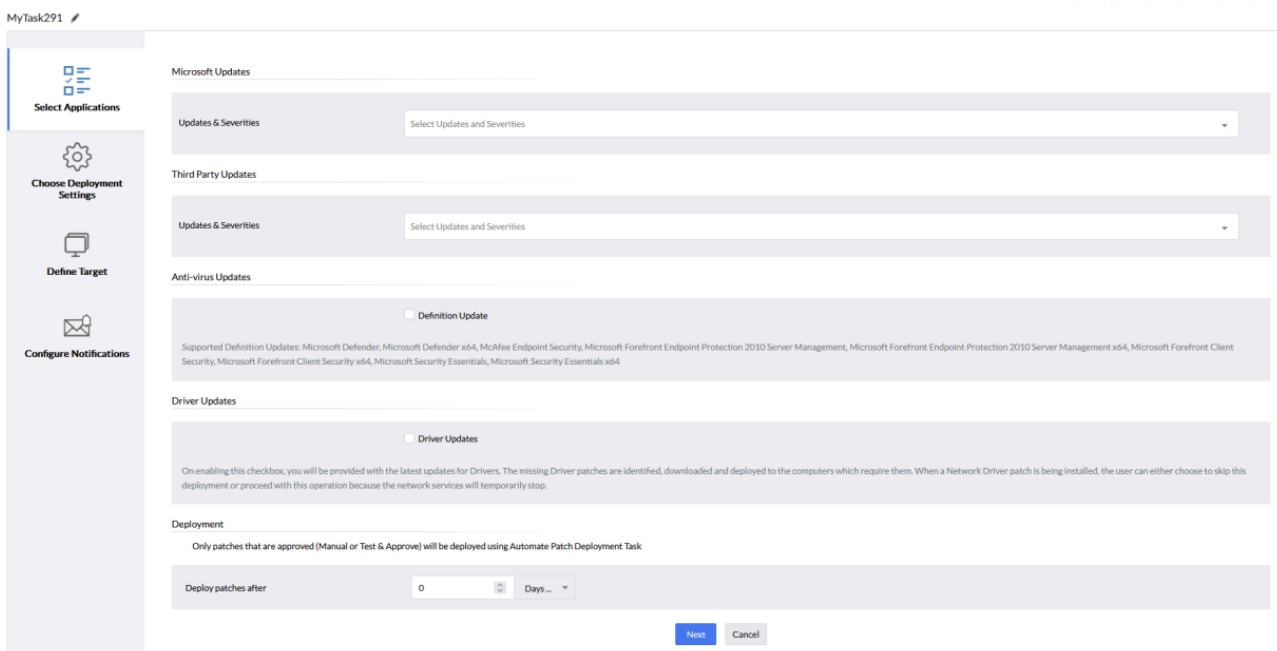 MyTask291
Select Applications
Choose Deployment
Settings
Define Target
Configure Notifications
Microsoft Updates
Updates & Severities
Select Updates and Severities
Third Party Updates
Updates & Severities
Select Updates and Severities
Anti-virus Updates
Definition Update
Supported Definition Updates: Microsoft Defender, Microsoft Defender x64, McAfee Endpoint Security, Microsoft Forefront Endpoint Protection 2010 Server Management, Microsoft Forefront Endpoint Protection 2010 Server Management x64, Microsoft Forefront Client
Security, Microsoft Forefront Client Security x64, Microsoft Security Essentials, Microsoft Security Essentials x64
Driver Updates
Driver Updates
On enabling this checkbox, you will be provided with the latest updates for Drivers. The missing Driver patches are identified, downloaded and deployed to the computers which require them. When a Network Driver patch is being installed, the user can either choose to skip this
deployment or proceed with this operation because the network services will temporarily stop.
Deployment
Only patches that are approved (Manual or Test & Approve) will be deployed using Automate Patch Deployment Task
Deploy patches after
0
Days ...
Next
Cancel